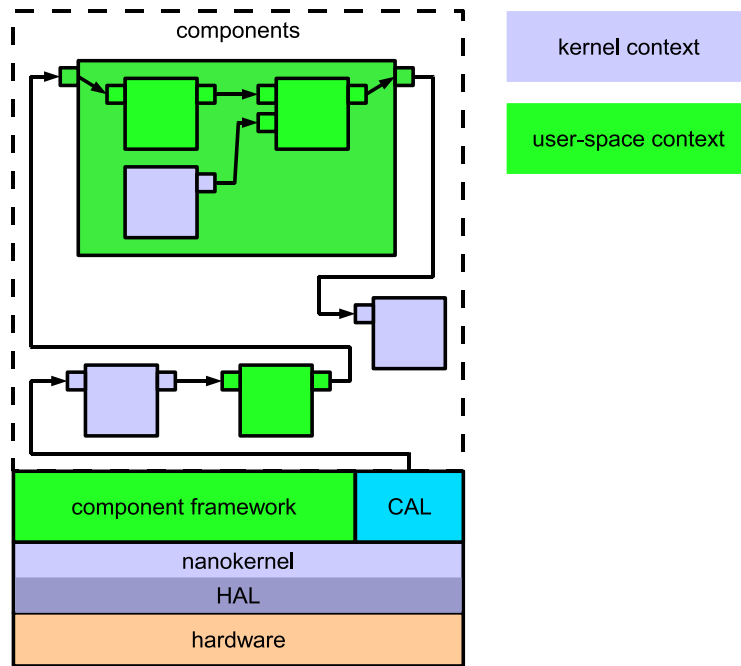 components
kernel context
user-space context
component framework
CAL
nanokernel
HAL
hardware